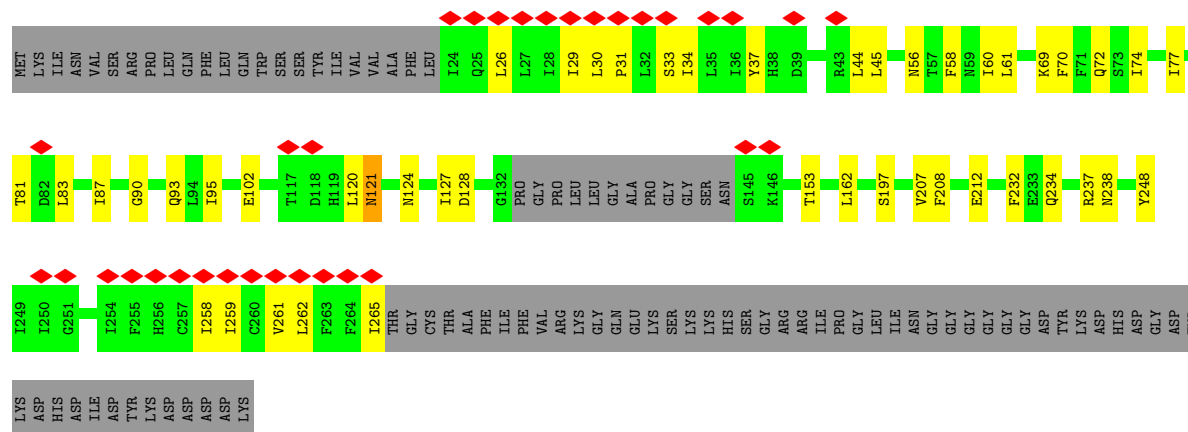 MET LYS ILE ASN VAL SER ARG PRO LEU GLN PHE LEU GLN TRP SER SER TYR ILE VAL VAL ALA PHE LEU I24 Q25 L26 L27 I28 I29 L30 P31 L32 S33 I34 L35 I36 Y37 H38 D39 R43 L44 L45 N56 T57 F58 N59 I60 L61 K69 F70 F71 Q72 S73 I74 I77
T81 D82 L83 I87 G90 Q93 L94 I95 E102 T117 D118 H119 L120 N121 N124 I127 D128 G132 PRO GLY PRO LEU LEU GLY ALA PRO GLY GLY SER ASN S145 K146 T153 L162 S197 V207 F208 E212 F232 E233 Q234 R237 N238 Y248
I249 I250 G251 I254 F255 H256 C257 I258 I259 G260 V261 L262 F263 F264 I265 THR GLY CYS THR ALA PHE ILE PHE VAL ARG LYS GLY GLN GLU LYS SER LYS LYS HIS SER GLY ARG ARG ILE PRO GLY LEU ILE ASN GLY GLY GLY GLY GLY GLY ASP TYR LYS ASP HIS ASP GLY ASP
LYS ASP HIS ASP ILE ASP TYR LYS ASP ASP ASP ASP LYS